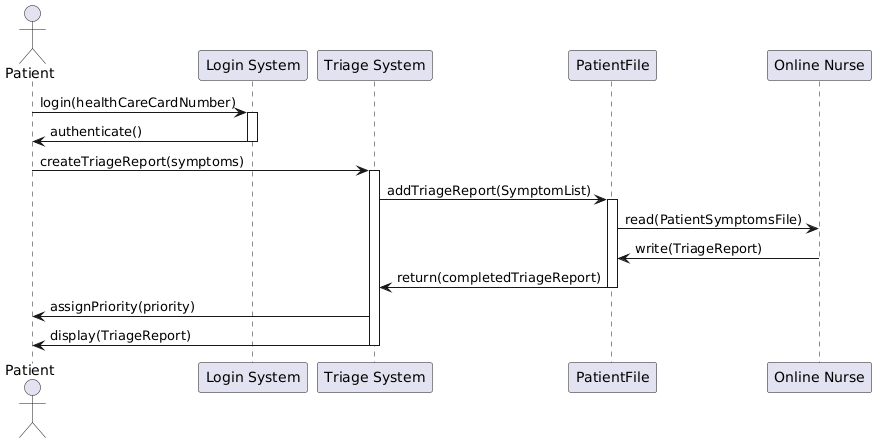 Patient
Login System
Triage System
PatientFile
Online Nurse
login(healthCareCardNumber)
authenticate()
createTriageReport(symptoms)
addTriageReport(SymptomList)
read(PatientSymptomsFile)
write(TriageReport)
return(completedTriageReport)
assignPriority(priority)
display(TriageReport)
Patient
Login System
Triage System
PatientFile
Online Nurse